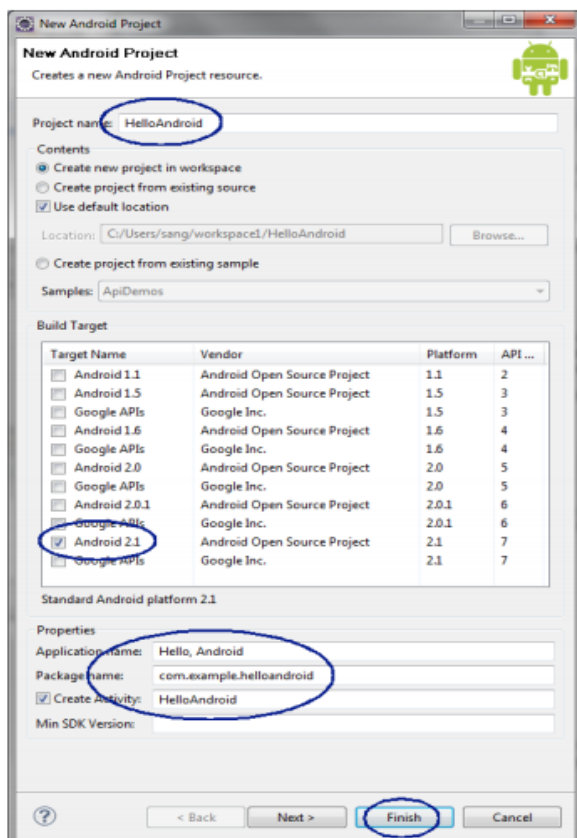 New Android Project
New Android Project
Creates a new Android Project resource.
Project name: HelloAndroid
Contents
Create new project in workspace
Create project from existing source
Use default location
Location: C:/Users/sang/workspace1/HelloAndroid Browse...
Create project from existing sample
Samples: ApiDemos
Build Target
Target Name Vendor Platform API ...
Android 1.1 Android Open Source Project 1.1 2
Android 1.5 Android Open Source Project 1.5 3
Google APIs Google Inc. 1.5 3
Android 1.6 Android Open Source Project 1.6 4
Google APIs Google Inc. 1.6 4
Android 2.0 Android Open Source Project 2.0 5
Google APIs Google Inc. 2.0 5
Android 2.0.1 Android Open Source Project 2.0.1 6
Google APIs Google Inc. 2.0.1 6
Android 2.1 Android Open Source Project 2.1 7
Google APIs Google Inc. 2.1 7
Standard Android platform 2.1
Properties
Application name: Hello, Android
Package name: com.example.helloandroid
Create Activity: HelloAndroid
Min SDK Version:
? < Back Next > Finish Cancel